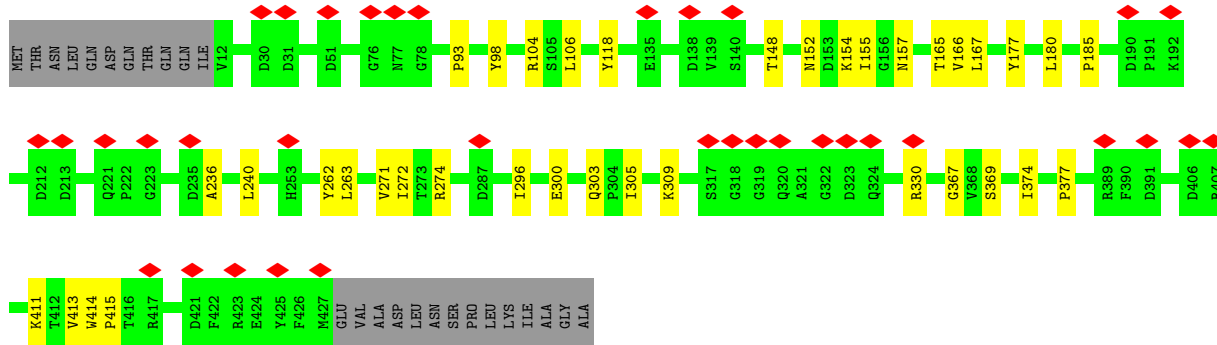 MET THR ASN LEU GLN ASP GLN THR GLN GLN ILE V12 D30 D31 D51 G76 N77 G78 P93 Y98 R104 S105 L106 Y118 E135 D138 V139 S140 T148 N152 D153 K154 I155 G156 N157 T165 V166 L167 Y177 L180 P185 D190 P191 K192
D212 D213 Q221 P222 G223 D235 A236 L240 H253 Y262 L263 V271 I272 T273 R274 D287 I296 E300 Q303 P304 I305 K309 S317 G318 G319 Q320 A321 G322 D323 Q324 R330 G367 V368 S369 I374 P377 R389 F390 D391 D406
K411 T412 V413 W414 P415 T416 R417 D421 F422 R423 E424 Y425 F426 M427 GLU VAL ALA ASP LEU ASN SER PRO LEU LYS ILE ALA GLY ALA